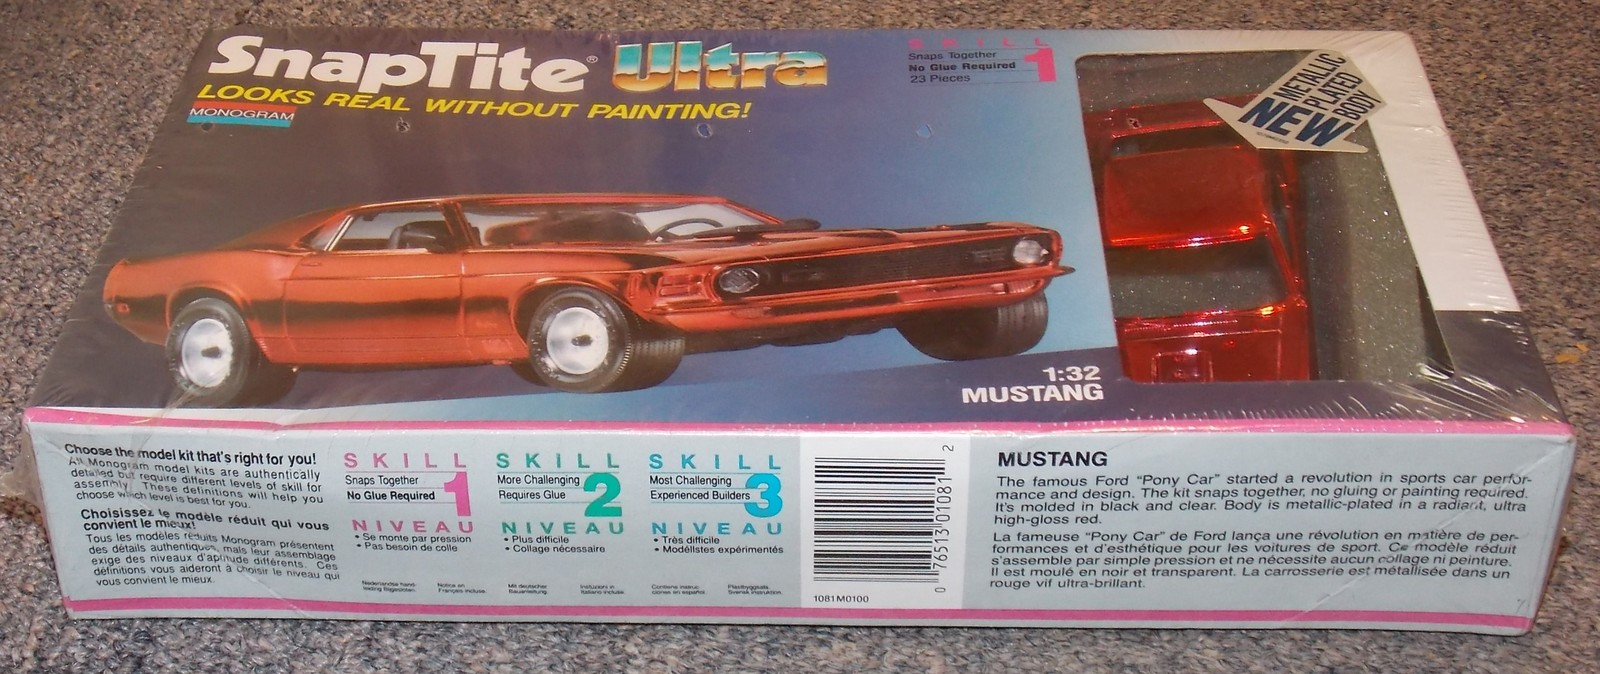 SnapTite® Ultra
LOOKS REAL WITHOUT PAINTING!
MONOGRAM
SKILL
Snaps Together
No Glue Required
23 Pieces
1
METALLIC
PLATED
BODY
NEW
1:32
MUSTANG
Choose the model kit that's right for you!
All Monogram model kits are authentically
detailed but require different levels of skill for
assembly. These definitions will help you
choose which level is best for you.
Choisissez le modèle réduit qui vous
convient le mieux!
Tous les modèles réduits Monogram présentent
des détails authentiques, mais leur assemblage
exige des niveaux d'aptitude différents. Ces
définitions vous aideront à choisir le niveau qui
vous convient le mieux.
SKILL
Snaps Together
No Glue Required
1
NIVEAU
• Se monte par pression
• Pas besoin de colle
SKILL
More Challenging
Requires Glue
2
NIVEAU
• Plus difficile
• Collage nécessaire
SKILL
Most Challenging
Experienced Builders
3
NIVEAU
• Très difficile
• Modélistes expérimentés
Notice en
Français incluse.
Mit deutscher
Bauanleitung.
0 76513 01081 2
1081M0100
MUSTANG
The famous Ford "Pony Car" started a revolution in sports car perfor-
mance and design. The kit snaps together, no gluing or painting required.
It's molded in black and clear. Body is metallic-plated in a radiant, ultra
high-gloss red.
La fameuse "Pony Car" de Ford lança une révolution en matière de per-
formances et d'esthétique pour les voitures de sport. Ce modèle réduit
s'assemble par simple pression et ne nécessite aucun collage ni peinture.
Il est moulé en noir et transparent. La carrosserie est métallisée dans un
rouge vif ultra-brillant.